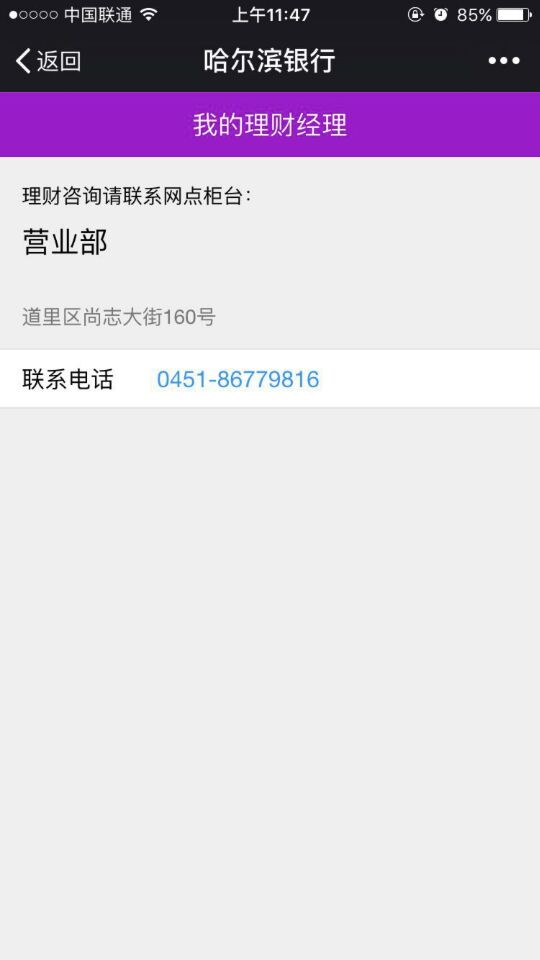 中国联通 上午11:47 85%
返回 哈尔滨银行
我的理财经理
理财咨询请联系网点柜台：
营业部
道里区尚志大街160号
联系电话 0451-86779816